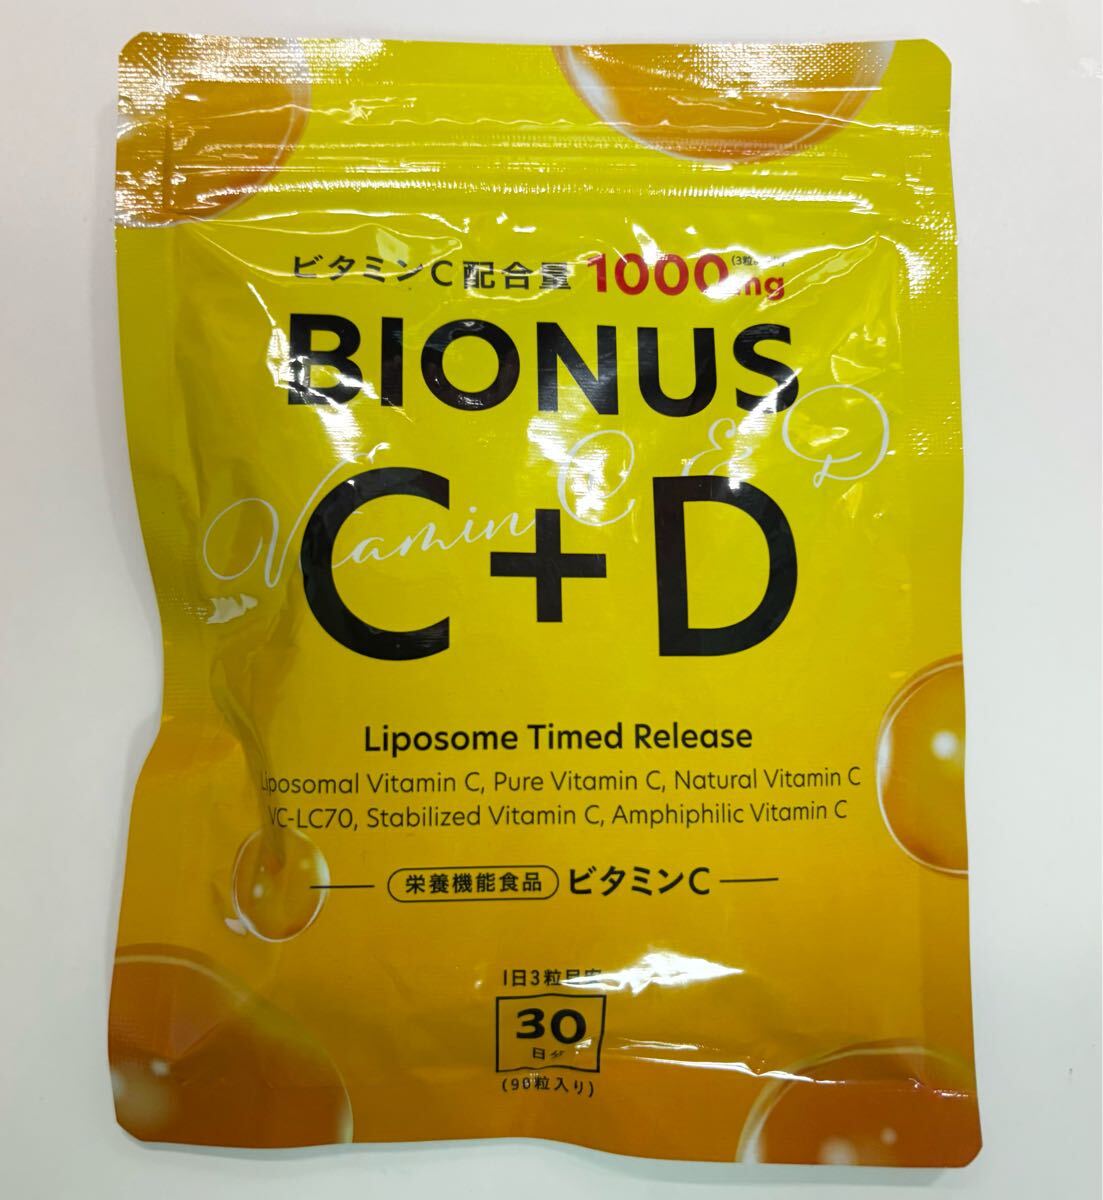 ビタミンC配合量 1000mg
BIONUS
Vitamin C & D
C+D
Liposome Timed Release
Liposomal Vitamin C, Pure Vitamin C, Natural Vitamin C
VC-LC70, Stabilized Vitamin C, Amphiphilic Vitamin C
栄養機能食品 ビタミンC
1日3粒目安
30
日分
(90粒入り)